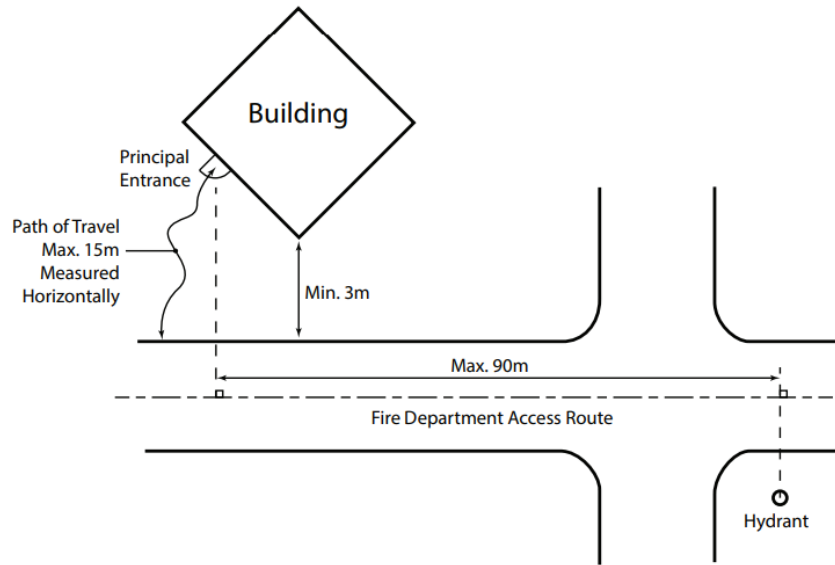 Building
Principal
Entrance
Path of Travel
Max. 15m
Measured
Horizontally
Min. 3m
Max. 90m
Fire Department Access Route
Hydrant